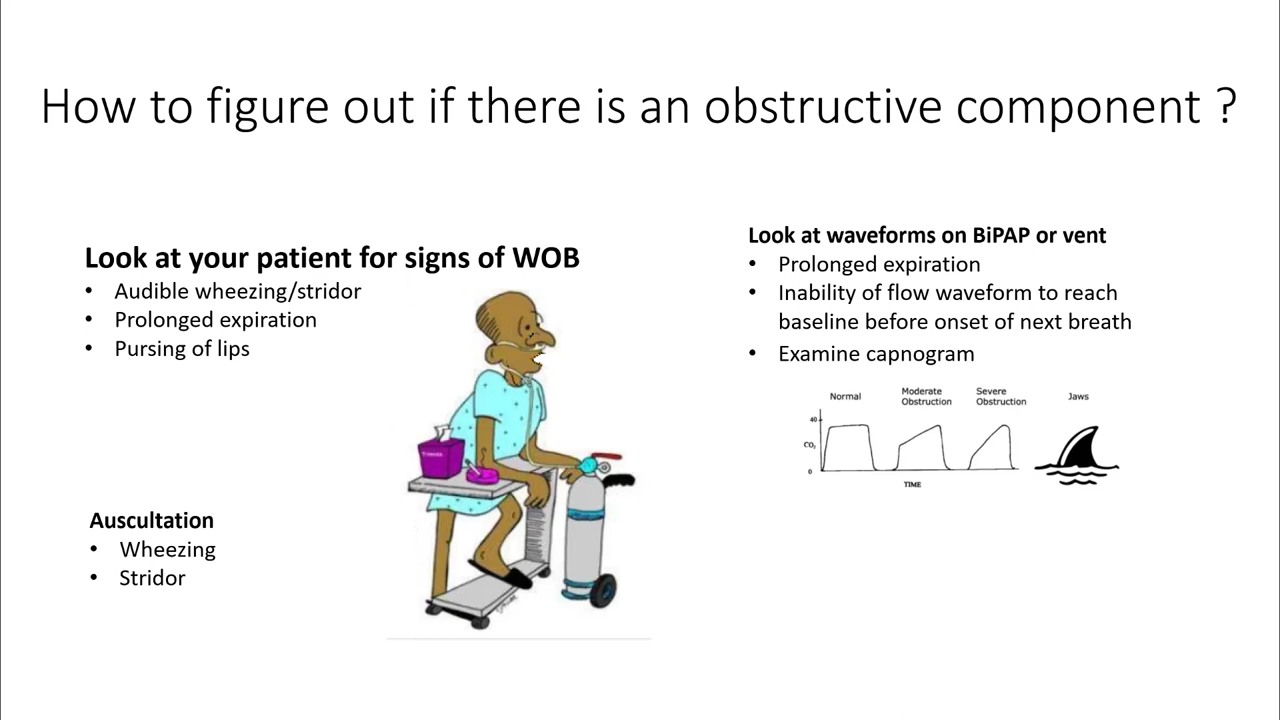 How to figure out if there is an obstructive component ?
Look at your patient for signs of WOB
• Audible wheezing/stridor
• Prolonged expiration
• Pursing of lips
Auscultation
• Wheezing
• Stridor
Look at waveforms on BiPAP or vent
• Prolonged expiration
• Inability of flow waveform to reach
baseline before onset of next breath
• Examine capnogram
Normal
Moderate
Obstruction
Severe
Obstruction
Jaws
40
CO₂
0
TIME